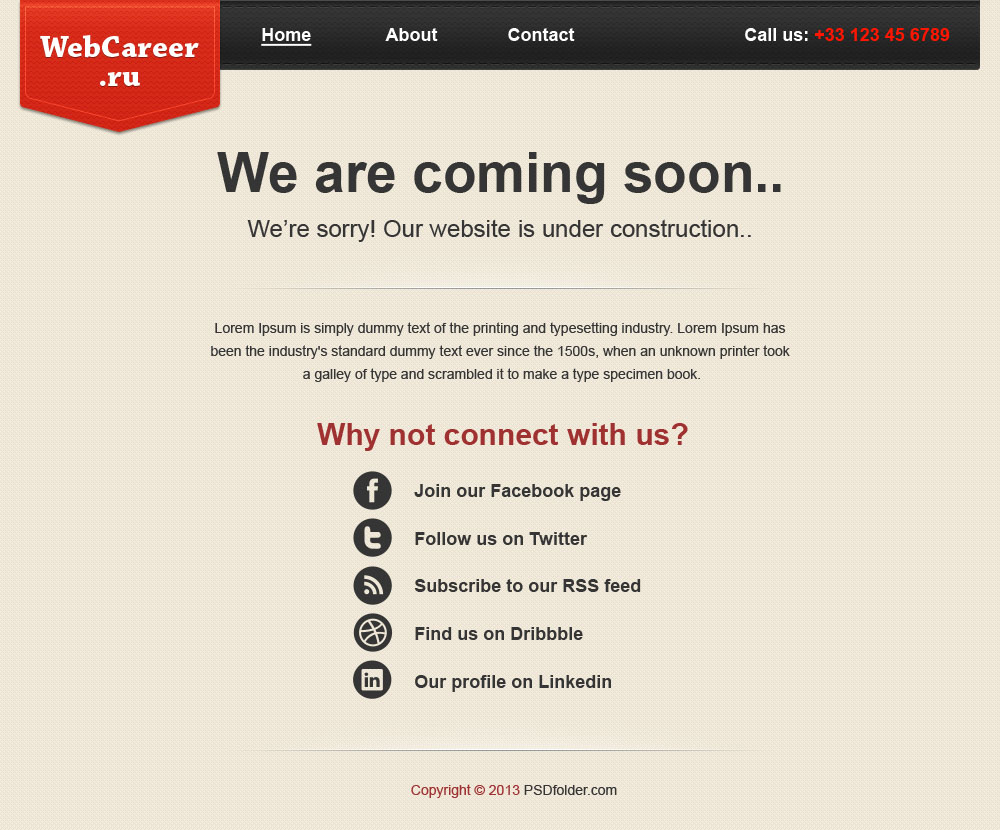 WebCareer
.ru
Home About Contact Call us: +33 123 45 6789
We are coming soon..
We’re sorry! Our website is under construction..
Lorem Ipsum is simply dummy text of the printing and typesetting industry. Lorem Ipsum has
been the industry's standard dummy text ever since the 1500s, when an unknown printer took
a galley of type and scrambled it to make a type specimen book.
Why not connect with us?
Join our Facebook page
Follow us on Twitter
Subscribe to our RSS feed
Find us on Dribbble
Our profile on Linkedin
Copyright © 2013 PSDfolder.com